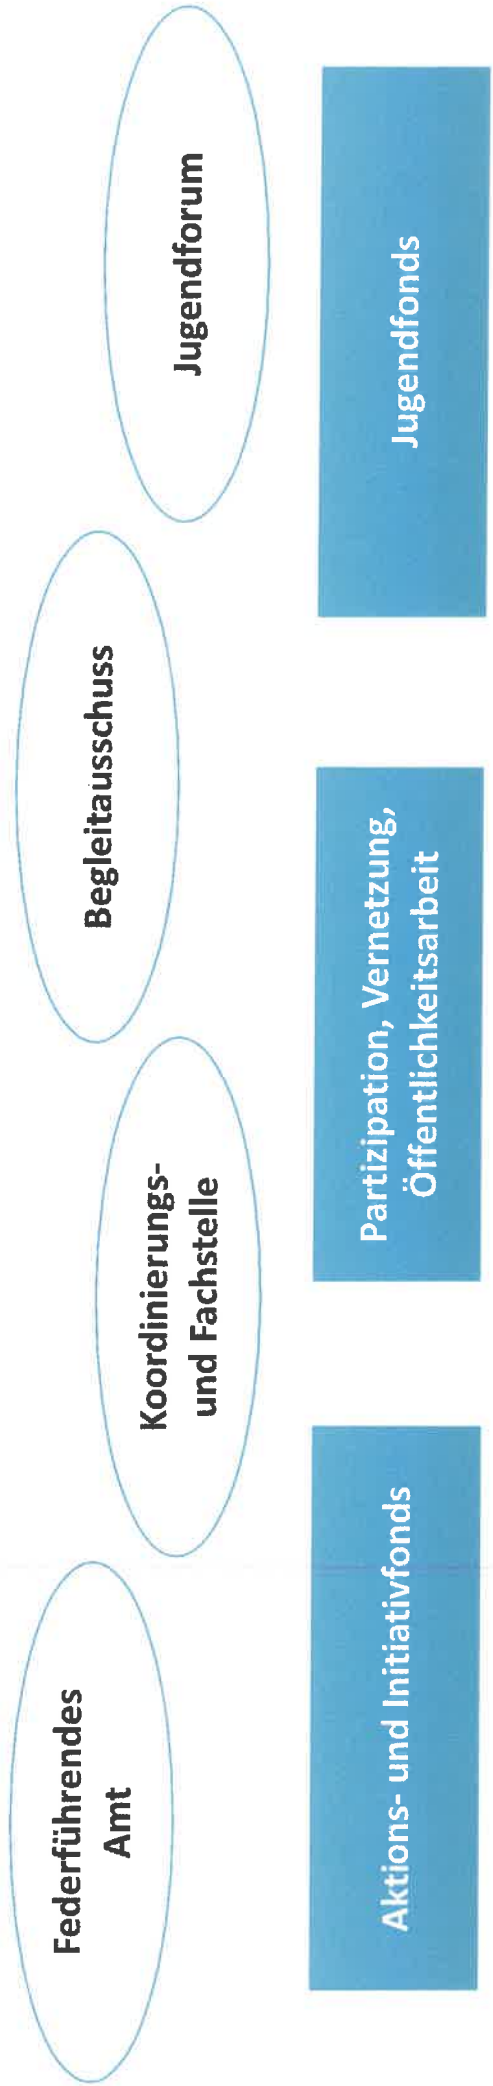 Federführendes
Amt
Koordinierungs-
und Fachstelle
Begleitausschuss
Jugendforum
Aktions- und Initiativfonds
Partizipation, Vernetzung,
Öffentlichkeitsarbeit
Jugendfonds